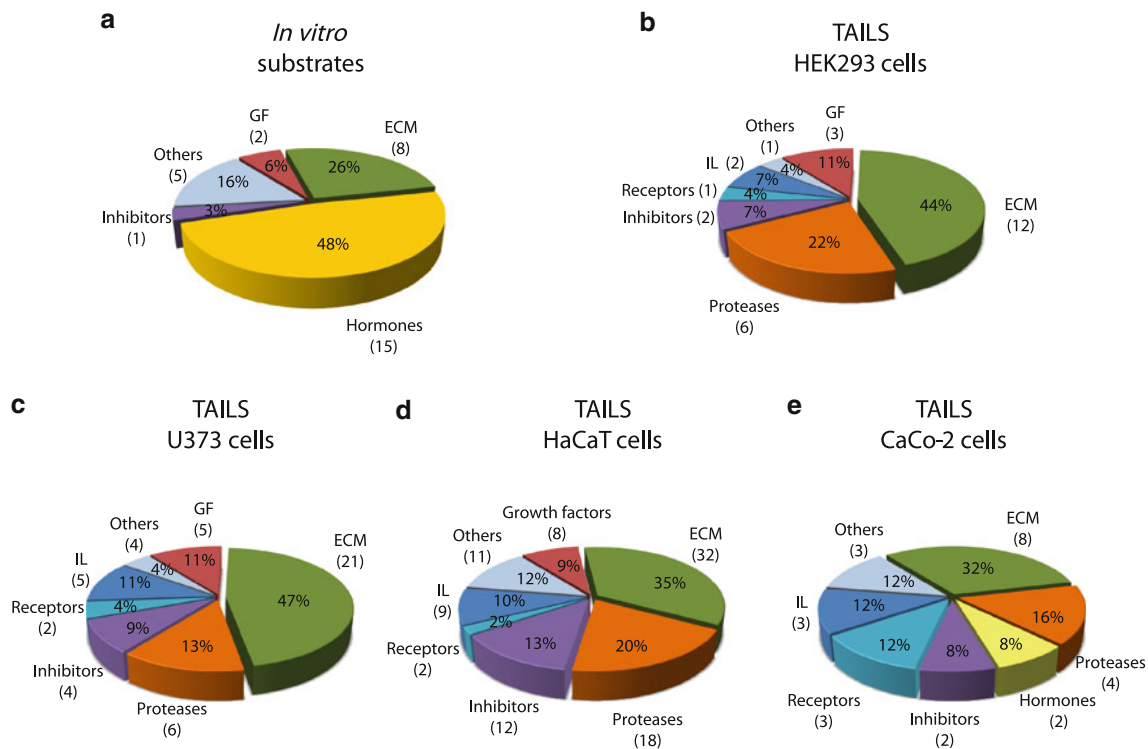 a
In vitro
substrates
GF
(2)
ECM
(8)
Others
(5)
6%
26%
16%
Inhibitors
(1)
3%
48%
Hormones
(15)
b
TAILS
HEK293 cells
GF
(3)
Others
(1)
IL (2)
11%
4%
7%
Receptors (1)
4%
Inhibitors (2)
7%
44%
ECM
(12)
22%
Proteases
(6)
c
TAILS
U373 cells
GF
(5)
Others
(4)
ECM
(21)
IL
(5)
11%
4%
11%
47%
Receptors
(2)
4%
9%
13%
Inhibitors
(4)
Proteases
(6)
d
TAILS
HaCaT cells
Growth factors
(8)
Others
(11)
ECM
(32)
9%
12%
35%
IL
(9)
10%
2%
Receptors
(2)
13%
20%
Inhibitors
(12)
Proteases
(18)
e
TAILS
CaCo-2 cells
Others
(3)
ECM
(8)
32%
12%
IL
(3)
12%
16%
12%
8%
8%
Proteases
(4)
Receptors
(3)
Inhibitors
(2)
Hormones
(2)